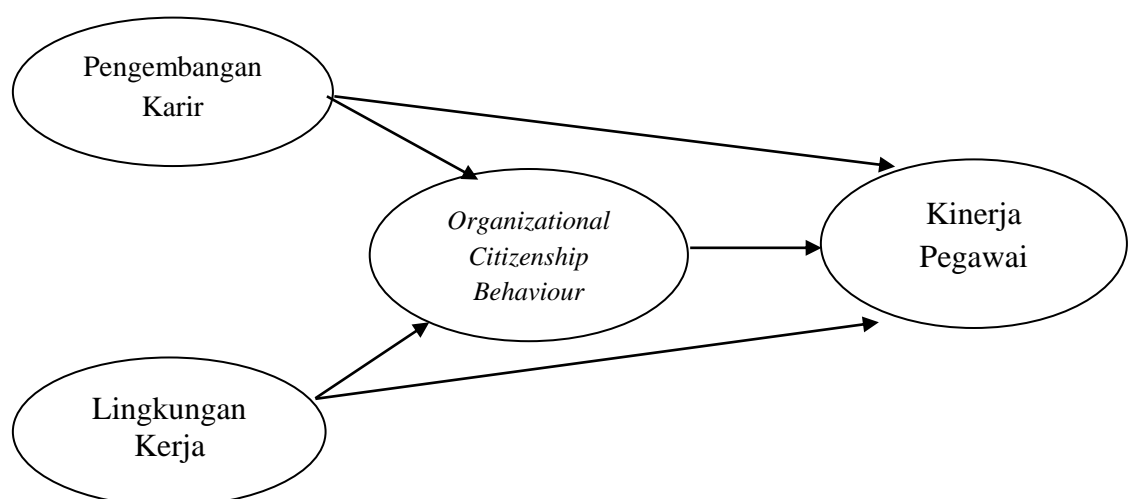 Pengembangan
Karir
Organizational
Citizenship
Behaviour
Kinerja
Pegawai
Lingkungan
Kerja